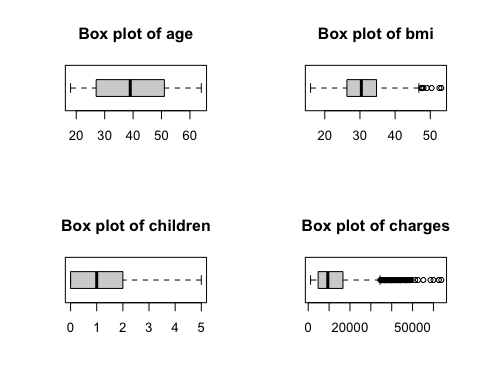 Box plot of age
20 30 40 50 60
Box plot of bmi
20 30 40 50
Box plot of children
0 1 2 3 4 5
Box plot of charges
0 20000 50000